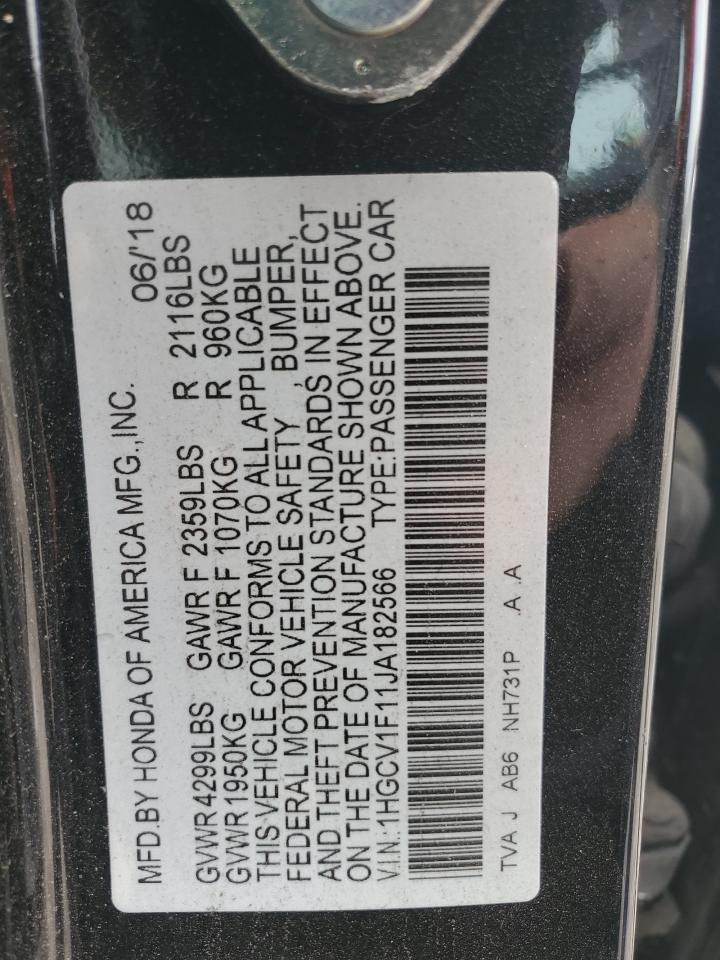 MFD.BY HONDA OF AMERICA MFG.,INC. 06/'18
GVWR4299LBS GAWR F 2359LBS R 2116LBS
GVWR1950KG GAWR F 1070KG R 960KG
THIS VEHICLE CONFORMS TO ALL APPLICABLE
FEDERAL MOTOR VEHICLE SAFETY , BUMPER,
AND THEFT PREVENTION STANDARDS IN EFFECT
ON THE DATE OF MANUFACTURE SHOWN ABOVE.
V.I.N.:1HGCV1F11JA182566 TYPE:PASSENGER CAR
TVA J AB6 NH731P .A .A